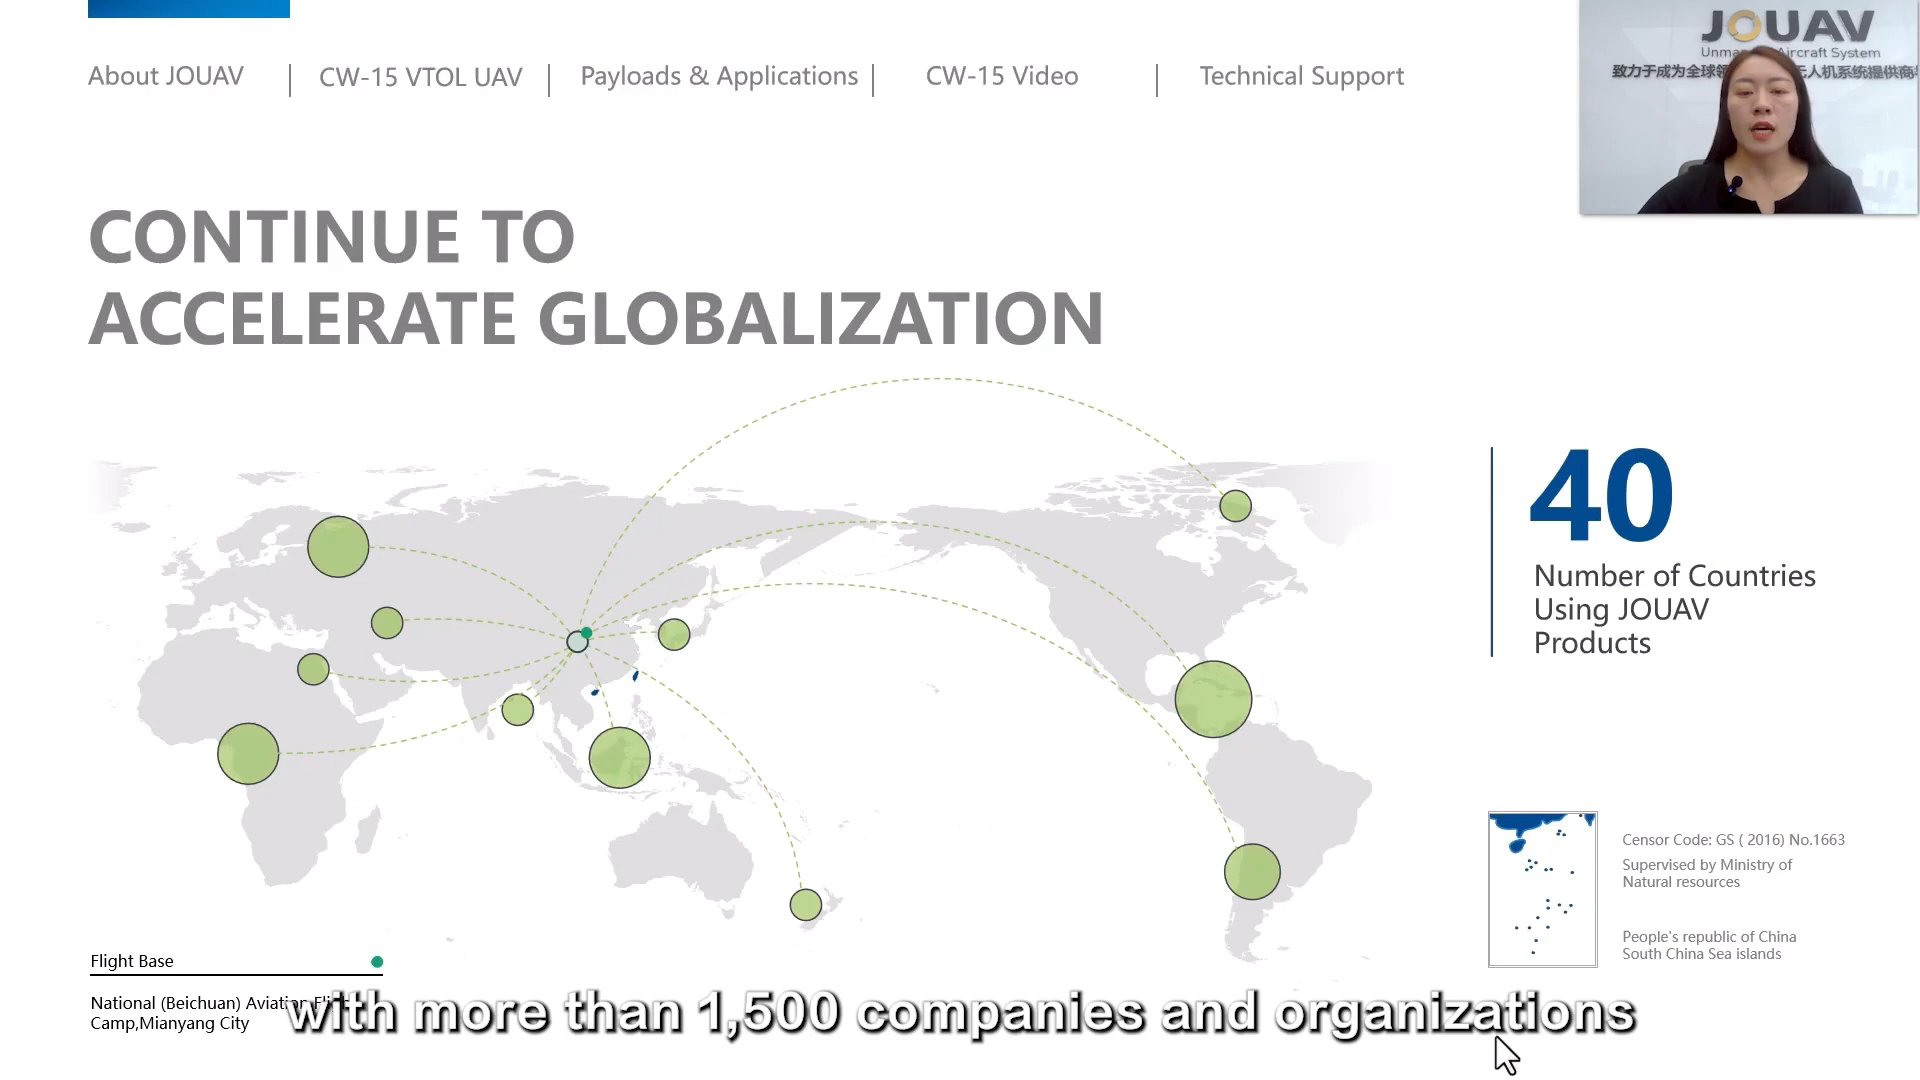 About JOUAV
CW-15 VTOL UAV
Payloads & Applications
CW-15 Video
Technical Support
JOUAV
Aircraft System
致力于成为全球领
无人机系统提供商
CONTINUE TO
ACCELERATE GLOBALIZATION
40
Number of Countries
Using JOUAV
Products
Censor Code: GS ( 2016) No.1663
Supervised by Ministry of
Natural resources
People's republic of China
South China Sea islands
Flight Base
National (Beichuan) Aviation
Camp,Mianyang City
with more than 1,500 companies and organizations